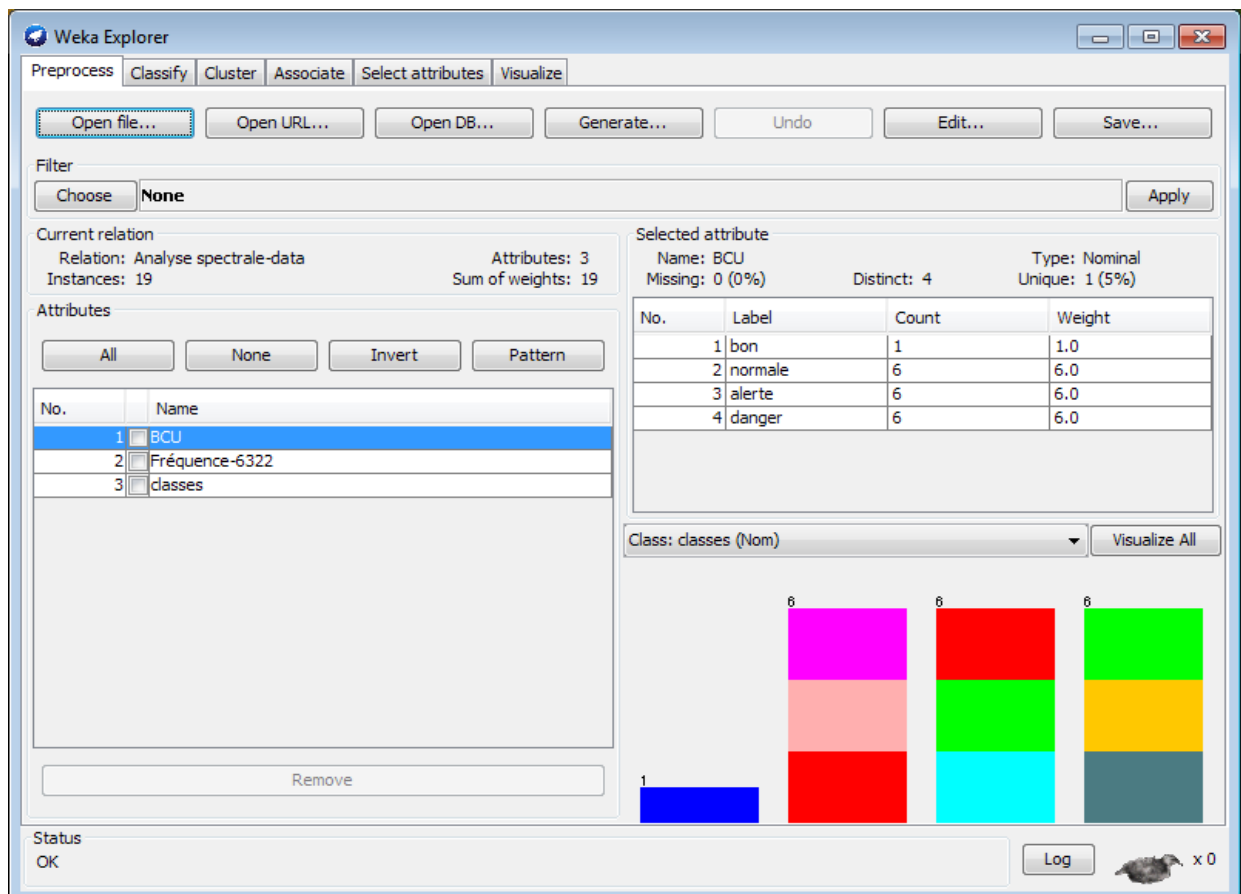 Weka Explorer
Preprocess Classify Cluster Associate Select attributes Visualize
Open file... Open URL... Open DB... Generate... Undo Edit... Save...
Filter
Choose None Apply
Current relation
Relation: Analyse spectrale-data Attributes: 3
Instances: 19 Sum of weights: 19
Attributes
All None Invert Pattern
No. Name
1 BCU
2 Fréquence-6322
3 classes
Remove
Selected attribute
Name: BCU Type: Nominal
Missing: 0 (0%) Distinct: 4 Unique: 1 (5%)
No. Label Count Weight
1 bon 1 1.0
2 normale 6 6.0
3 alerte 6 6.0
4 danger 6 6.0
Class: classes (Nom) Visualize All
6 6 6
1
Status
OK Log x 0